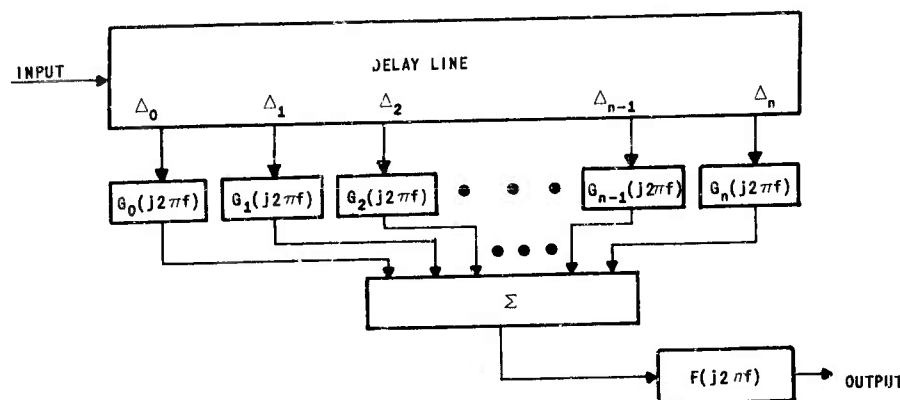 DELAY LINE
INPUT
Δ₀ Δ₁ Δ₂ Δₙ₋₁ Δₙ
G₀(j2πf) G₁(j2πf) G₂(j2πf) • • • Gₙ₋₁(j2πf) Gₙ(j2πf)
• • •
Σ
F(j2πf)
OUTPUT